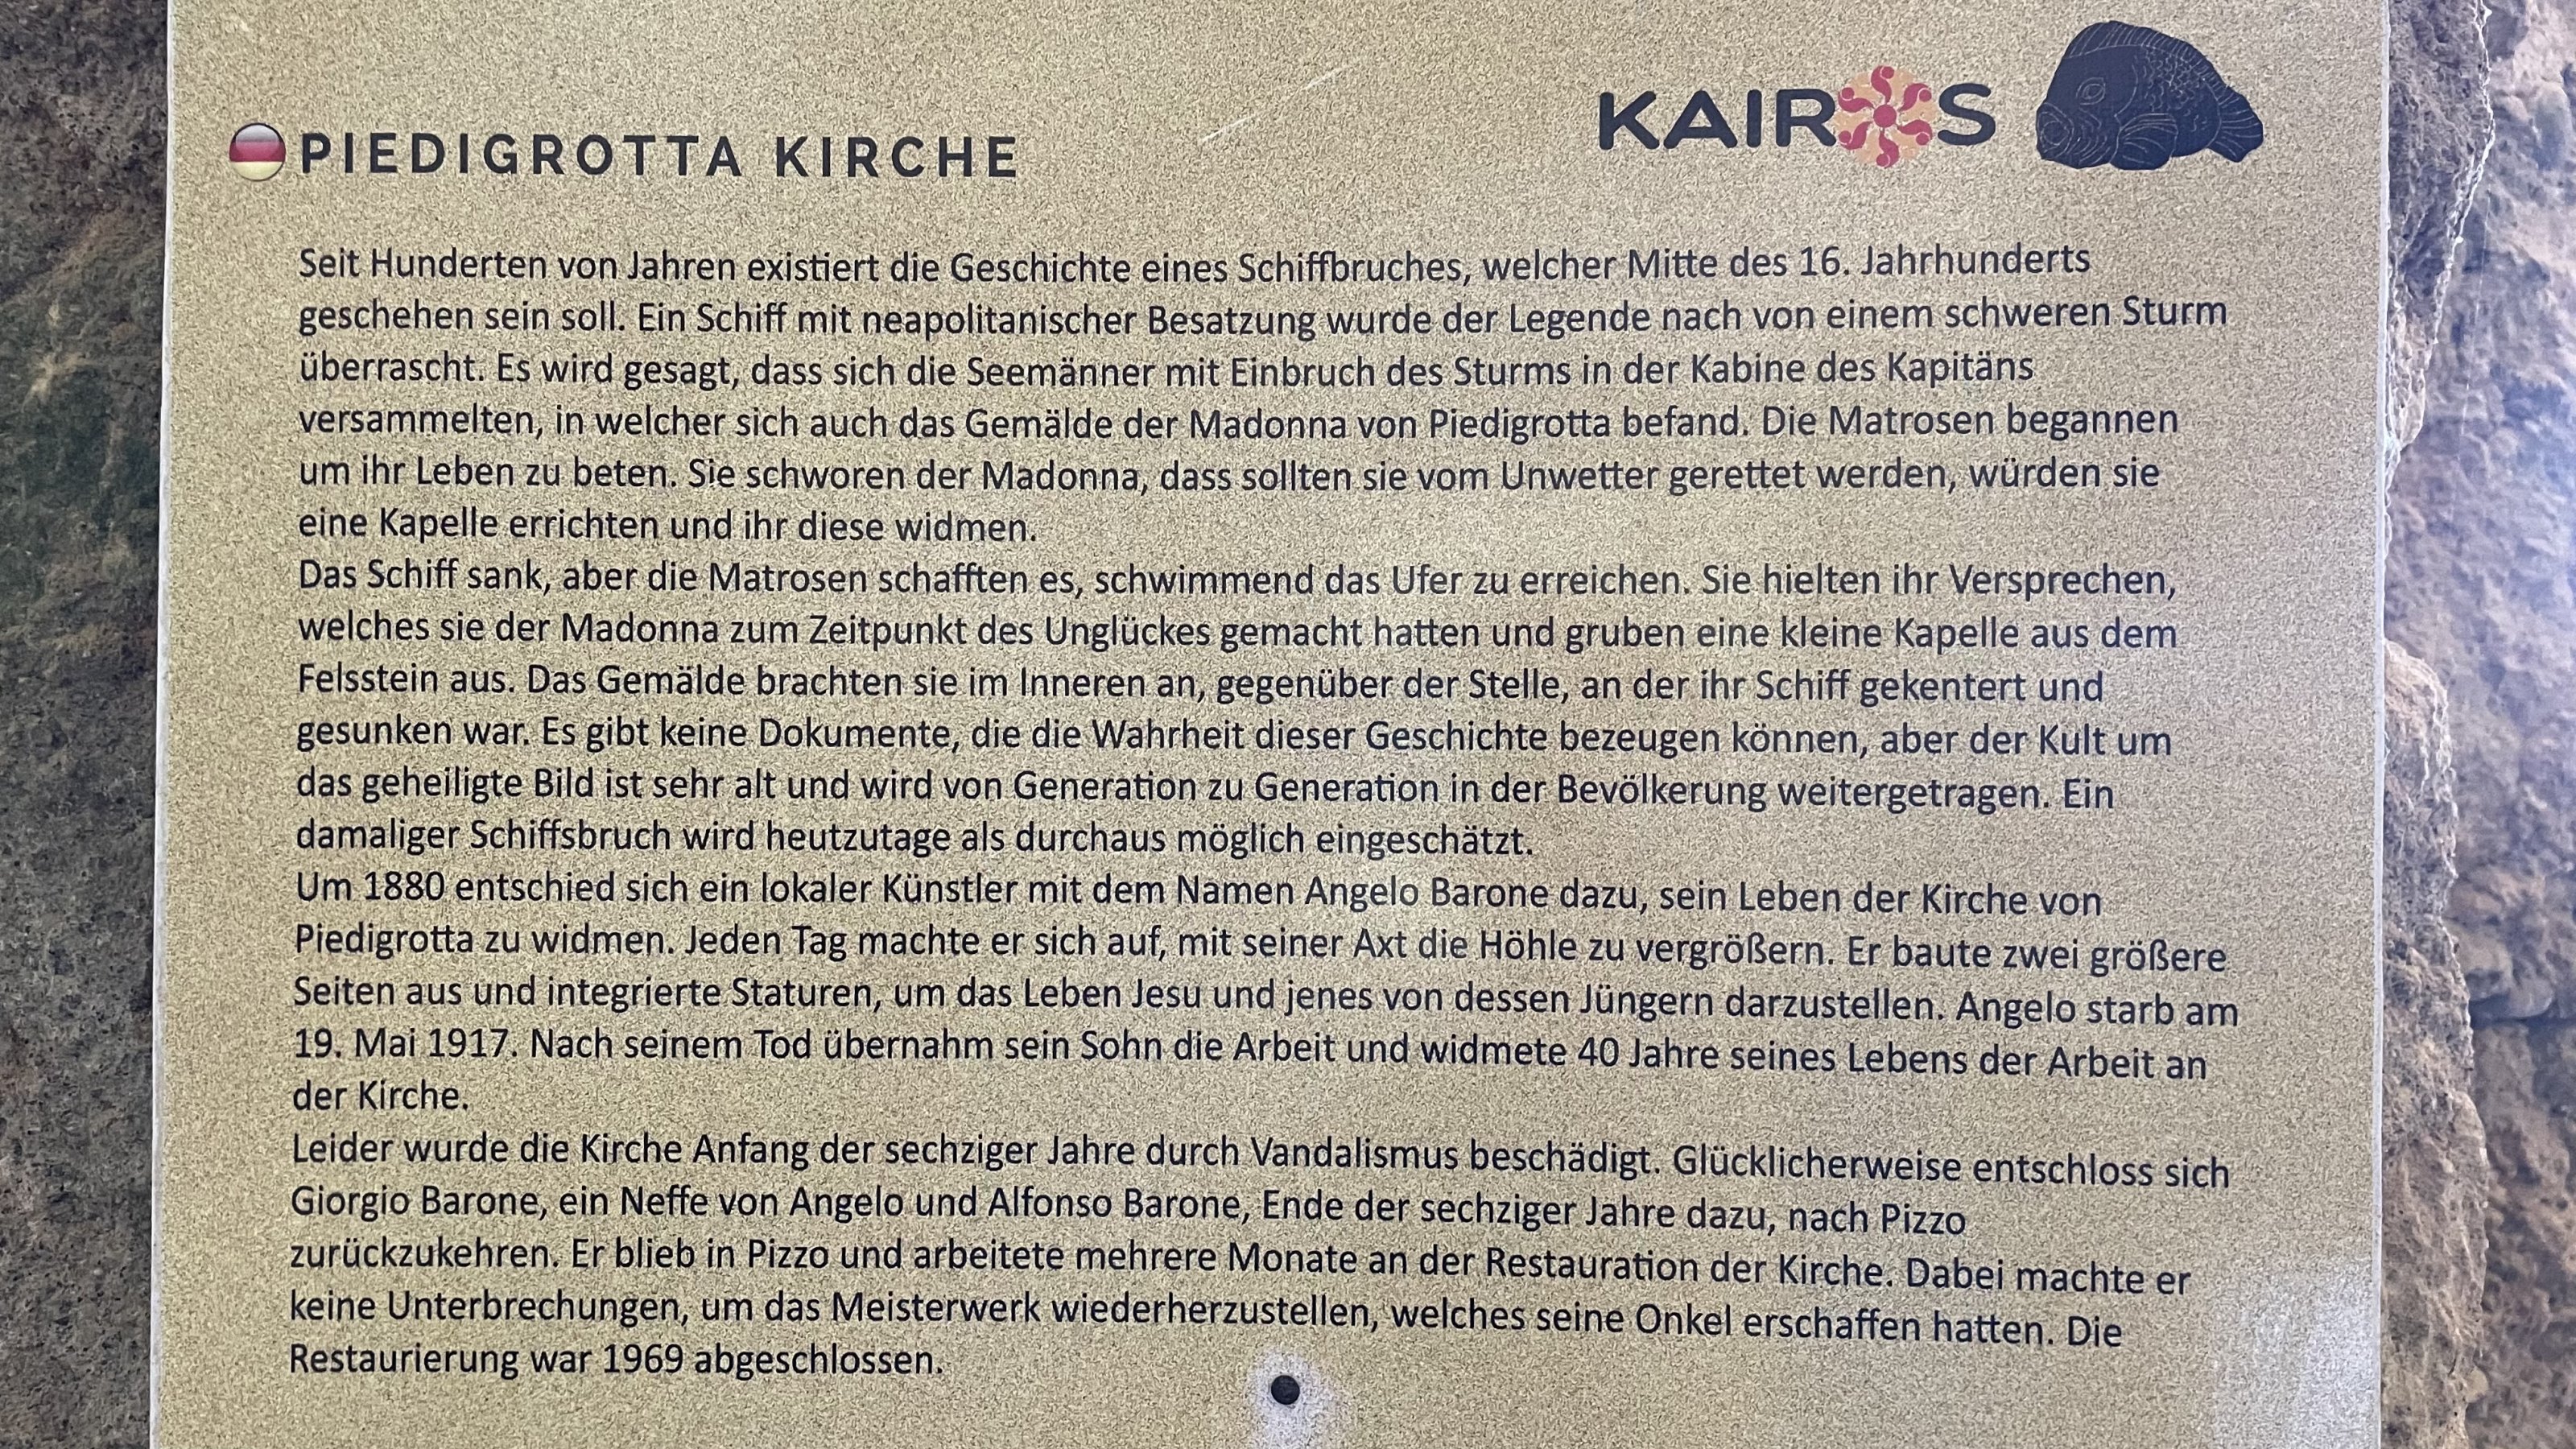 PIEDIGROTTA KIRCHE
KAIROS
Seit Hunderten von Jahren existiert die Geschichte eines Schiffbruches, welcher Mitte des 16. Jahrhunderts
geschehen sein soll. Ein Schiff mit neapolitanischer Besatzung wurde der Legende nach von einem schweren Sturm
überrascht. Es wird gesagt, dass sich die Seemänner mit Einbruch des Sturms in der Kabine des Kapitäns
versammelten, in welcher sich auch das Gemälde der Madonna von Piedigrotta befand. Die Matrosen begannen
um ihr Leben zu beten. Sie schworen der Madonna, dass sollten sie vom Unwetter gerettet werden, würden sie
eine Kapelle errichten und ihr diese widmen.
Das Schiff sank, aber die Matrosen schafften es, schwimmend das Ufer zu erreichen. Sie hielten ihr Versprechen,
welches sie der Madonna zum Zeitpunkt des Unglückes gemacht hatten und gruben eine kleine Kapelle aus dem
Felsstein aus. Das Gemälde brachten sie im Inneren an, gegenüber der Stelle, an der ihr Schiff gekentert und
gesunken war. Es gibt keine Dokumente, die die Wahrheit dieser Geschichte bezeugen können, aber der Kult um
das geheiligte Bild ist sehr alt und wird von Generation zu Generation in der Bevölkerung weitergetragen. Ein
damaliger Schiffsbruch wird heutzutage als durchaus möglich eingeschätzt.
Um 1880 entschied sich ein lokaler Künstler mit dem Namen Angelo Barone dazu, sein Leben der Kirche von
Piedigrotta zu widmen. Jeden Tag machte er sich auf, mit seiner Axt die Höhle zu vergrößern. Er baute zwei größere
Seiten aus und integrierte Staturen, um das Leben Jesu und jenes von dessen Jüngern darzustellen. Angelo starb am
19. Mai 1917. Nach seinem Tod übernahm sein Sohn die Arbeit und widmete 40 Jahre seines Lebens der Arbeit an
der Kirche.
Leider wurde die Kirche Anfang der sechziger Jahre durch Vandalismus beschädigt. Glücklicherweise entschloss sich
Giorgio Barone, ein Neffe von Angelo und Alfonso Barone, Ende der sechziger Jahre dazu, nach Pizzo
zurückzukehren. Er blieb in Pizzo und arbeitete mehrere Monate an der Restauration der Kirche. Dabei machte er
keine Unterbrechungen, um das Meisterwerk wiederherzustellen, welches seine Onkel erschaffen hatten. Die
Restaurierung war 1969 abgeschlossen.